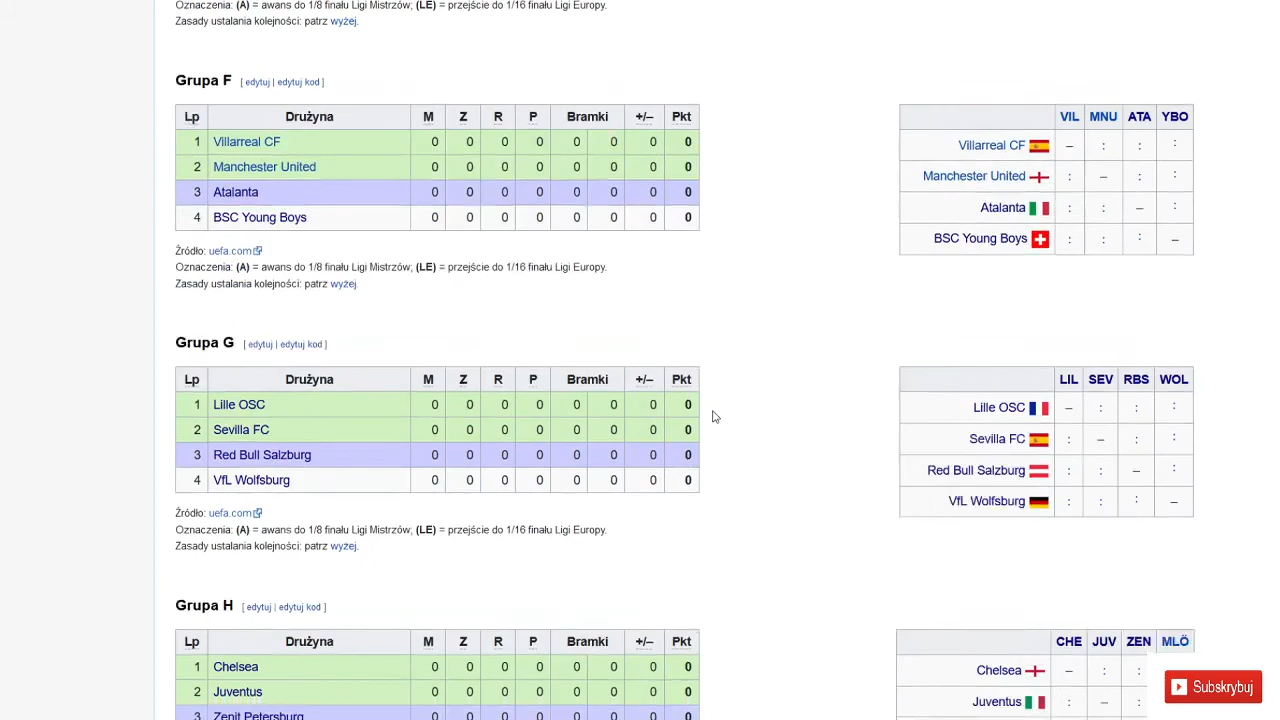 Oznaczenia: (A) = awans do 1/8 finału Ligi Mistrzów; (LE) = przejście do 1/16 finału Ligi Europy.
Zasady ustalania kolejności: patrz wyżej.
Grupa F [ edytuj | edytuj kod ]
Lp Drużyna M Z R P Bramki +/– Pkt
1 Villarreal CF 0 0 0 0 0 0 0 0
2 Manchester United 0 0 0 0 0 0 0 0
3 Atalanta 0 0 0 0 0 0 0 0
4 BSC Young Boys 0 0 0 0 0 0 0 0
VIL MNU ATA YBO
Villarreal CF – : : :
Manchester United : – : :
Atalanta : : – :
BSC Young Boys : : : –
Źródło: uefa.com
Oznaczenia: (A) = awans do 1/8 finału Ligi Mistrzów; (LE) = przejście do 1/16 finału Ligi Europy.
Zasady ustalania kolejności: patrz wyżej.
Grupa G [ edytuj | edytuj kod ]
Lp Drużyna M Z R P Bramki +/– Pkt
1 Lille OSC 0 0 0 0 0 0 0 0
2 Sevilla FC 0 0 0 0 0 0 0 0
3 Red Bull Salzburg 0 0 0 0 0 0 0 0
4 VfL Wolfsburg 0 0 0 0 0 0 0 0
LIL SEV RBS WOL
Lille OSC – : : :
Sevilla FC : – : :
Red Bull Salzburg : : – :
VfL Wolfsburg : : : –
Źródło: uefa.com
Oznaczenia: (A) = awans do 1/8 finału Ligi Mistrzów; (LE) = przejście do 1/16 finału Ligi Europy.
Zasady ustalania kolejności: patrz wyżej.
Grupa H [ edytuj | edytuj kod ]
Lp Drużyna M Z R P Bramki +/– Pkt
1 Chelsea 0 0 0 0 0 0 0 0
2 Juventus 0 0 0 0 0 0 0 0
3 Zenit Petersburg 0 0 0 0 0 0 0 0
CHE JUV ZEN MLÖ
Chelsea – : :
Juventus : – :
Subskrybuj